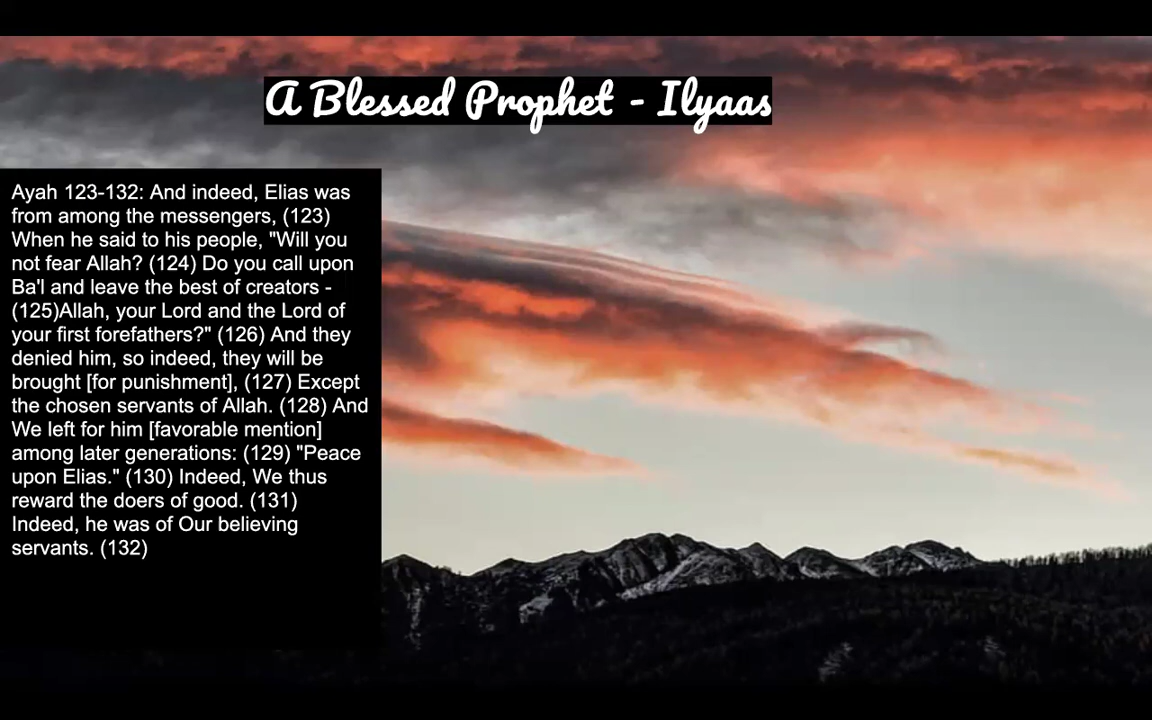 A Blessed Prophet - Ilyaas
Ayah 123-132: And indeed, Elias was
from among the messengers, (123)
When he said to his people, "Will you
not fear Allah? (124) Do you call upon
Ba'l and leave the best of creators -
(125)Allah, your Lord and the Lord of
your first forefathers?" (126) And they
denied him, so indeed, they will be
brought [for punishment], (127) Except
the chosen servants of Allah. (128) And
We left for him [favorable mention]
among later generations: (129) "Peace
upon Elias." (130) Indeed, We thus
reward the doers of good. (131)
Indeed, he was of Our believing
servants. (132)